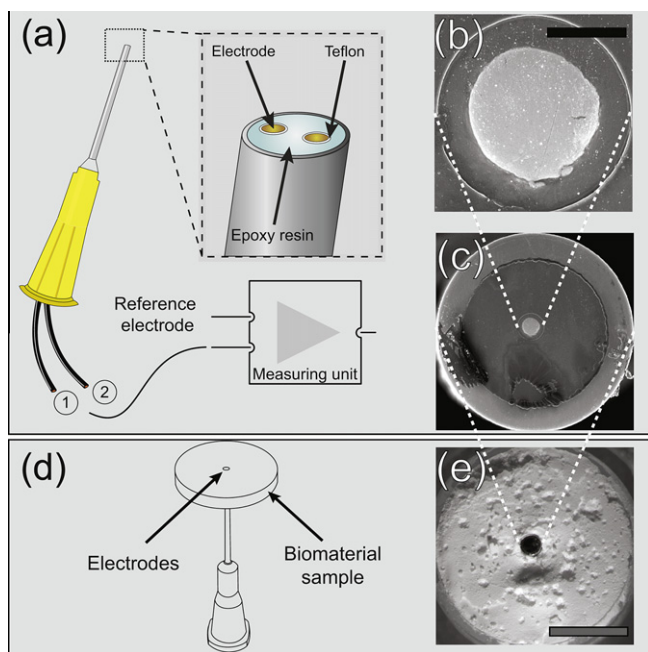 (a)
Electrode
Teflon
Epoxy resin
Reference
electrode
Measuring unit
1
2
(b)
(c)
(d)
Electrodes
Biomaterial
sample
(e)